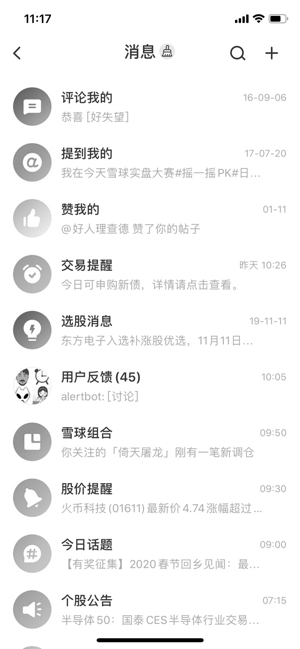 11:17
消息
评论我的
16-09-06
恭喜 [好失望]
提到我的
17-07-20
我在今天雪球实盘大赛#摇一摇PK#日...
赞我的
01-11
@好人理查德 赞了你的帖子
交易提醒
昨天 10:26
今日可申购新债，详情请点击查看。
选股消息
19-11-11
东方电子入选补涨股优选，11月11日...
用户反馈 (45)
10:05
alertbot: [讨论]
雪球组合
09:50
你关注的「倚天屠龙」刚有一笔新调仓
股价提醒
09:30
火币科技 (01611) 最新价 4.74 涨幅超过...
今日话题
09:00
【有奖征集】2020 春节回乡见闻：最...
个股公告
07:15
半导体 50：国泰 CES 半导体行业交易...